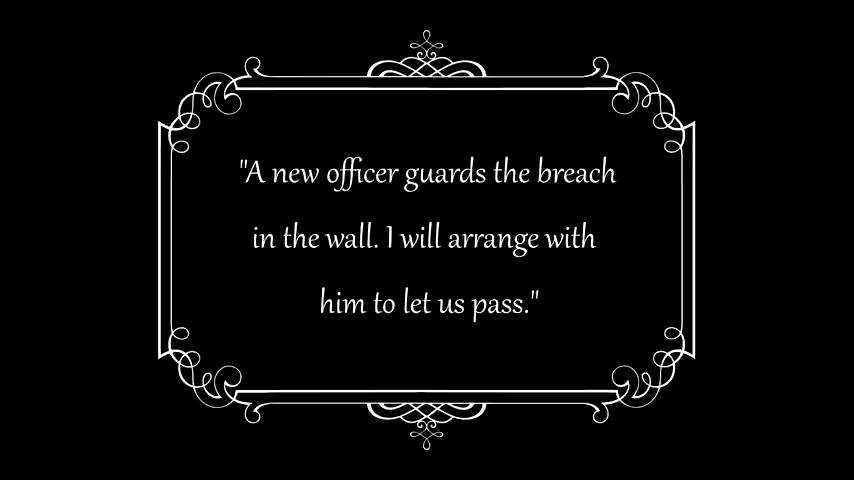 "A new officer guards the breach
in the wall. I will arrange with
him to let us pass."